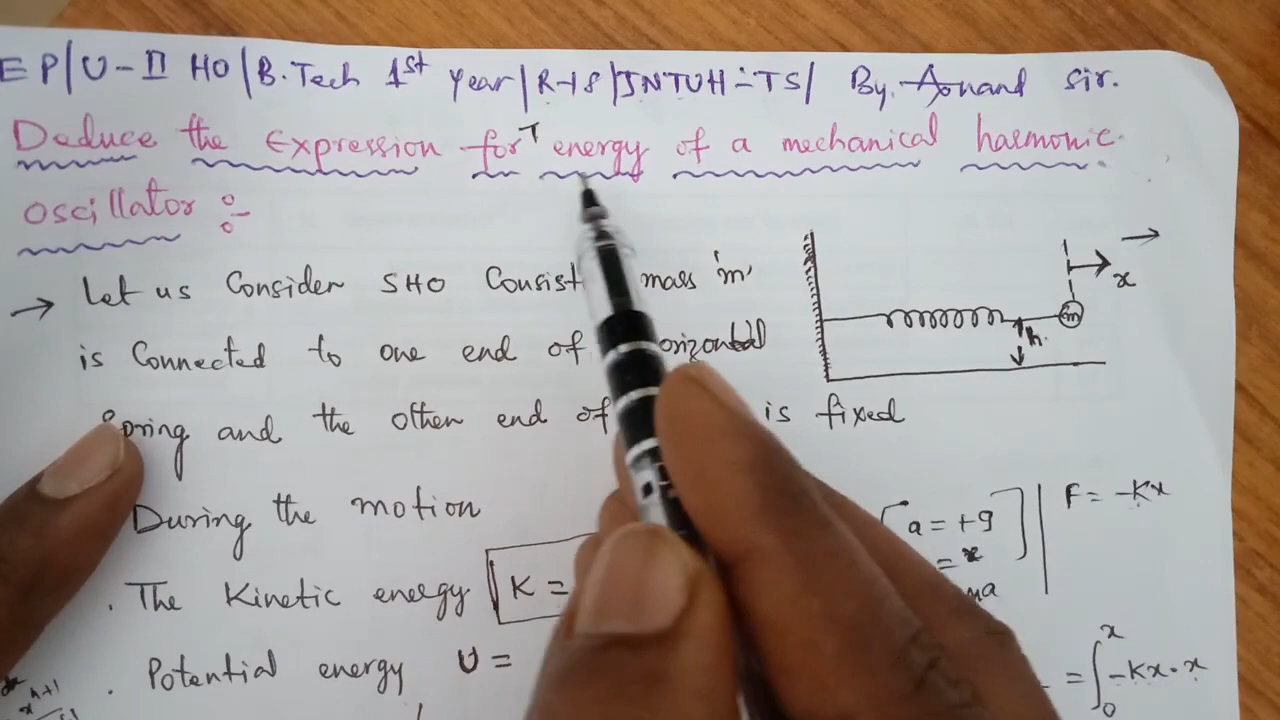 EP/U-II HO/B.Tech 1st Year/R-18/JNTUH-TS/ By. Anand Sir.
Deduce the Expression for T energy of a mechanical harmonic
oscillator :-
→ Let us Consider SHO Consist mass 'm'
is Connected to one end of
Spring and the other end of is fixed
During the motion
. The Kinetic energy K =
. Potential energy U =
x
m
h.
a = +g
= x
F = -Kx
= ∫0x -Kx.x
x n+1